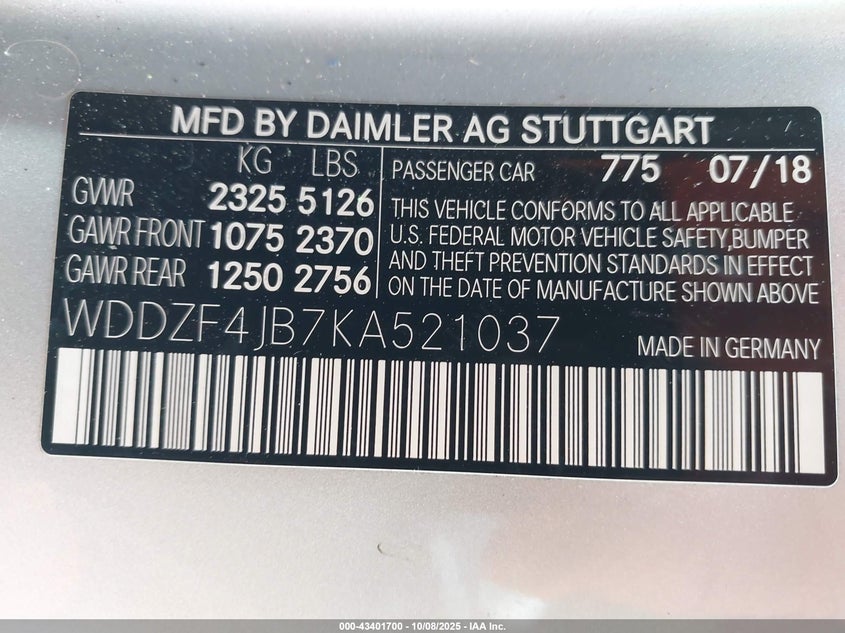 MFD BY DAIMLER AG STUTTGART
KG LBS
GVWR 2325 5126
GAWR FRONT 1075 2370
GAWR REAR 1250 2756
PASSENGER CAR 775 07/18
THIS VEHICLE CONFORMS TO ALL APPLICABLE
U.S. FEDERAL MOTOR VEHICLE SAFETY,BUMPER
AND THEFT PREVENTION STANDARDS IN EFFECT
ON THE DATE OF MANUFACTURE SHOWN ABOVE
WDDZF4JB7KA521037
MADE IN GERMANY
000-43401700 - 10/08/2025 - IAA Inc.